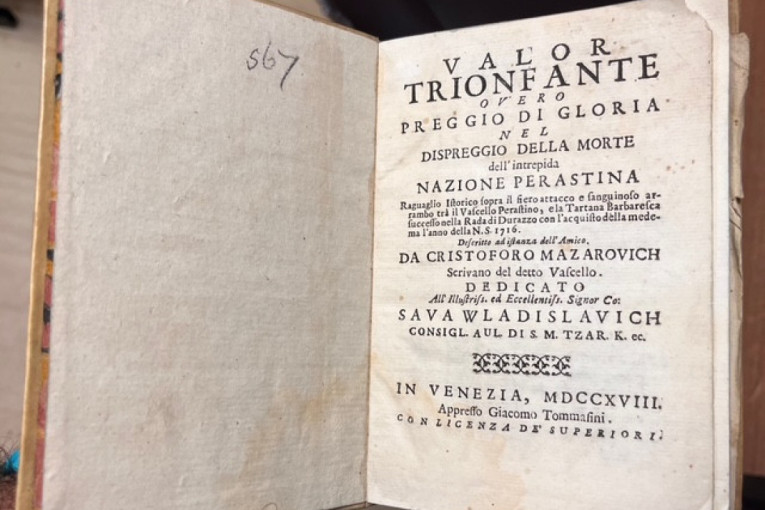 567
VALOR
TRIONFANTE
OVERO
PREGGIO DI GLORIA
NEL
DISPREGGIO DELLA MORTE
dell'intrepida
NAZIONE PERASTINA
Raguaglio Istorico sopra il fiero attacco e sanguinoso ar-
rambo trà il Vascello Perastino, e la Tartana Barbaresca
successo nella Rada di Durazzo con l'acquisto della mede-
ma l'anno della N.S. 1716.
Descritto ad istanza dell'Amico,
DA CRISTOFORO MAZAROVICH
Scrivano del detto Vascello.
DEDICATO
All'Illustriss. ed Eccellentiss. Signor Co:
SAVA WLADISLAVICH
CONSIGL. AUL. DI S. M. TZAR. K. ec.
IN VENEZIA, MDCCXVIII.
Appresso Giacomo Tommasini.
CON LICENZA DE' SUPERIORI.